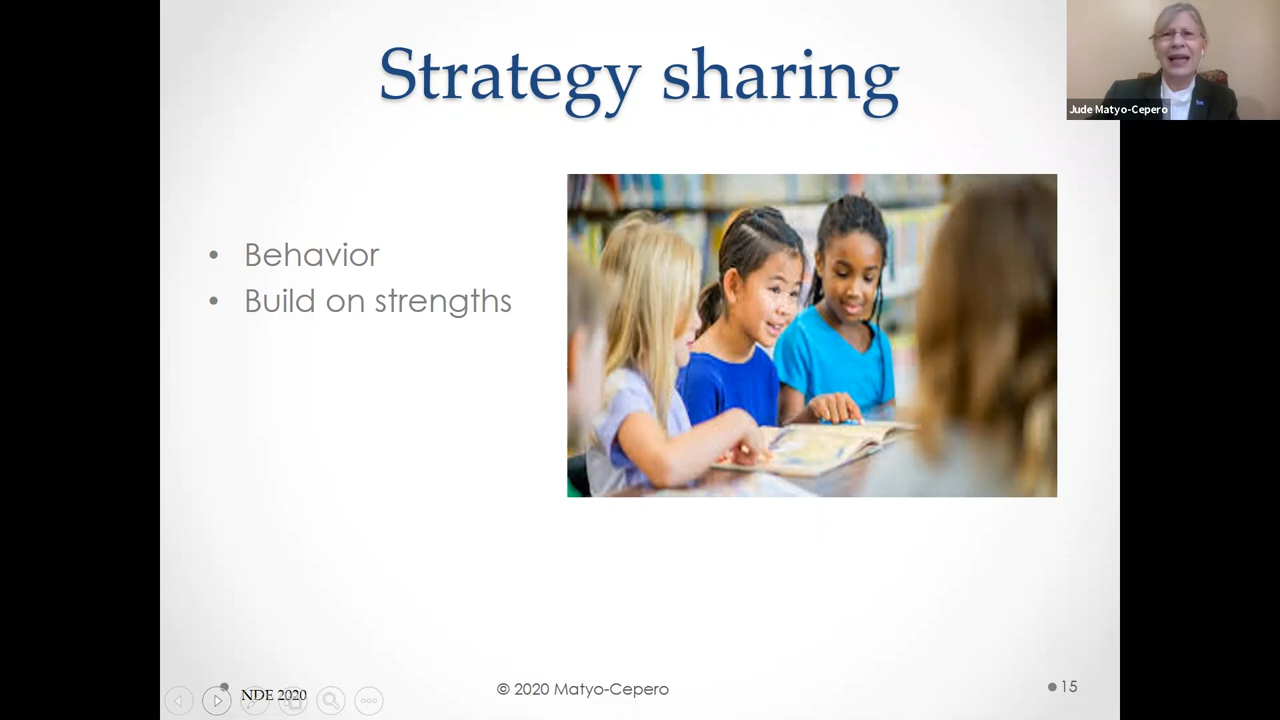 Strategy sharing
Jude Matyo-Cepero
• Behavior
• Build on strengths
NDE 2020
© 2020 Matyo-Cepero
15